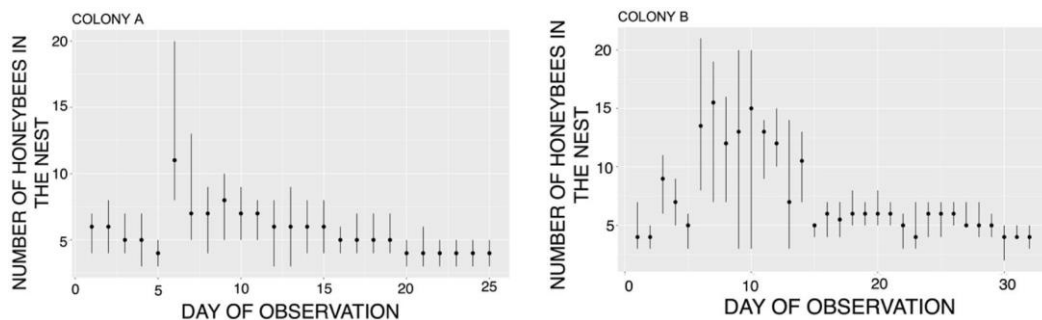 COLONY A
NUMBER OF HONEYBEES IN
THE NEST
20
15
10
5
0
5
10
15
20
25
DAY OF OBSERVATION
COLONY B
NUMBER OF HONEYBEES IN
THE NEST
20
15
10
5
0
10
20
30
DAY OF OBSERVATION